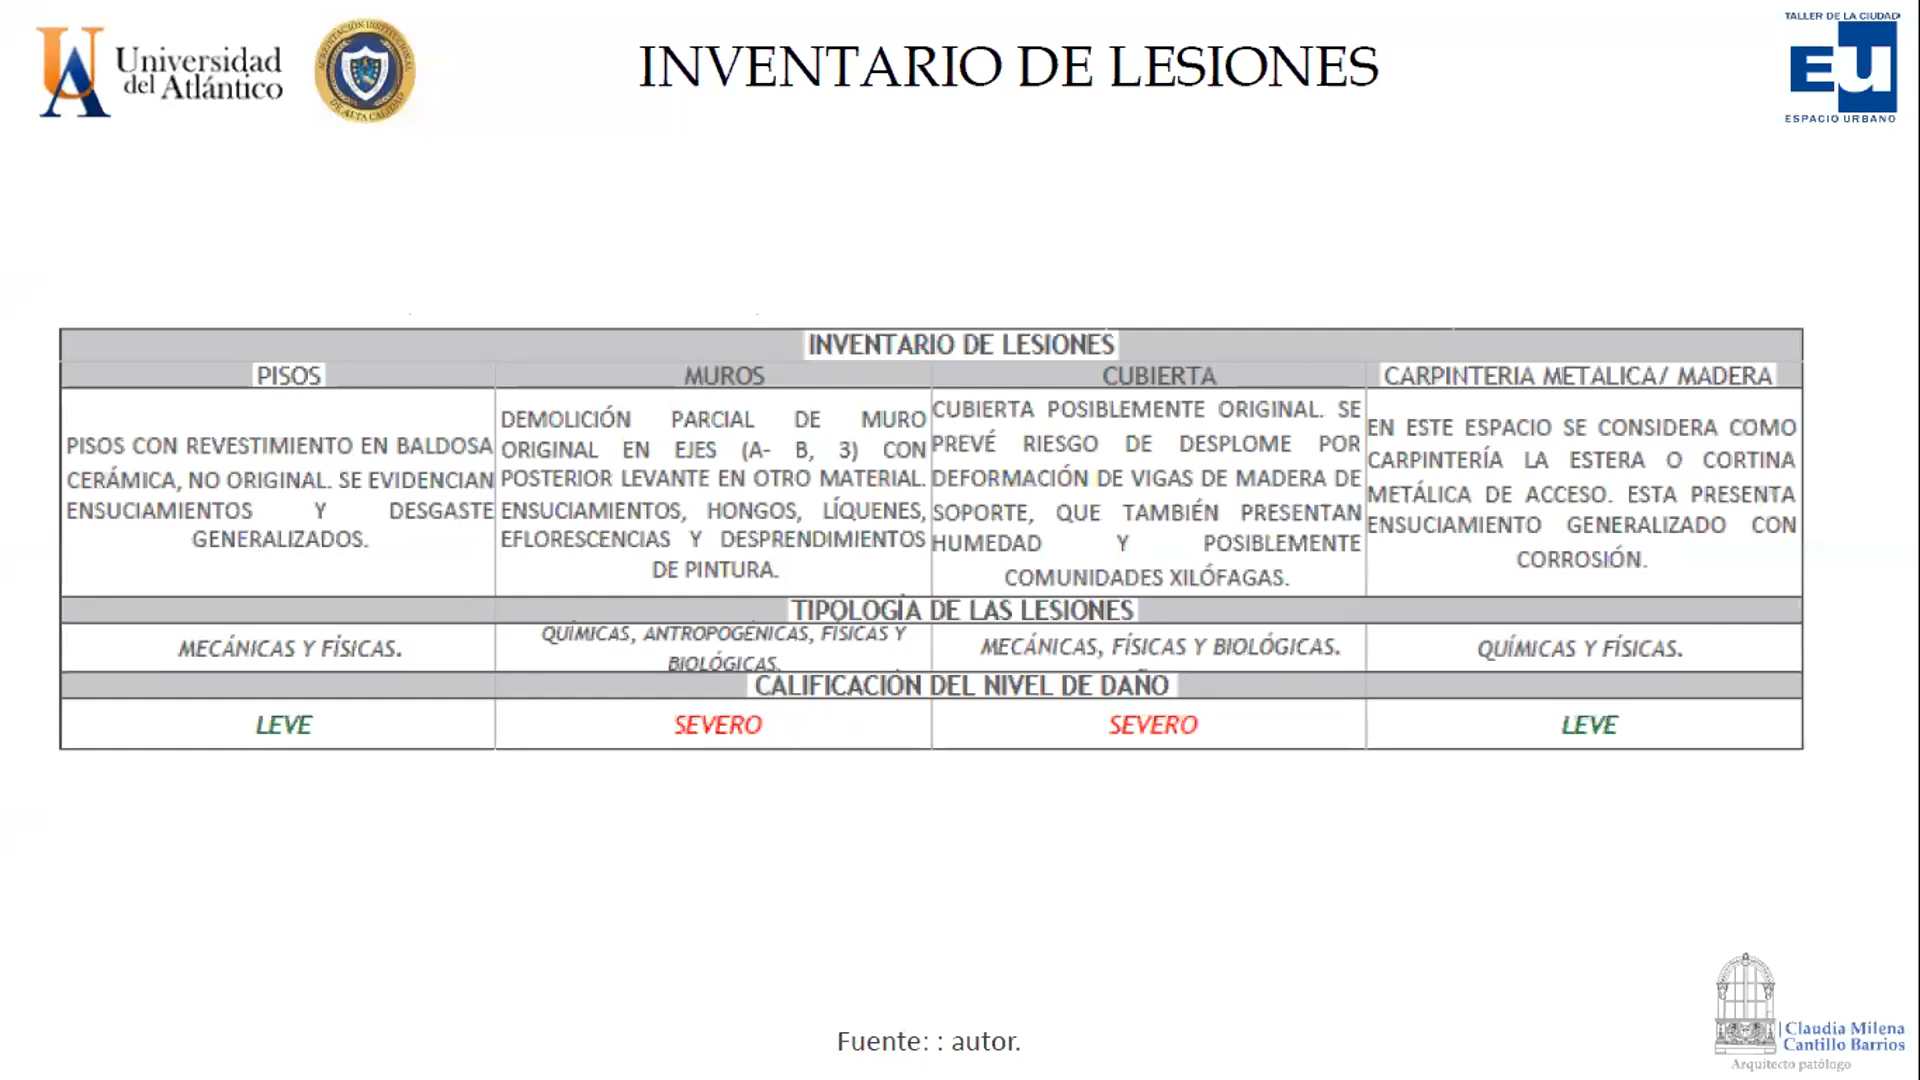 Universidad
del Atlántico
ACREDITACIÓN INSTITUCIONAL
DE ALTA CALIDAD
INVENTARIO DE LESIONES
TALLER DE LA CIUDAD
EU
ESPACIO URBANO
INVENTARIO DE LESIONES
PISOS
MUROS
CUBIERTA
CARPINTERIA METALICA/ MADERA
PISOS CON REVESTIMIENTO EN BALDOSA
CERÁMICA, NO ORIGINAL. SE EVIDENCIAN
ENSUCIAMIENTOS Y DESGASTE
GENERALIZADOS.
DEMOLICIÓN PARCIAL DE MURO
ORIGINAL EN EJES (A- B, 3) CON
POSTERIOR LEVANTE EN OTRO MATERIAL.
ENSUCIAMIENTOS, HONGOS, LÍQUENES,
EFLORESCENCIAS Y DESPRENDIMIENTOS
DE PINTURA.
CUBIERTA POSIBLEMENTE ORIGINAL. SE
PREVÉ RIESGO DE DESPLOME POR
DEFORMACIÓN DE VIGAS DE MADERA DE
SOPORTE, QUE TAMBIÉN PRESENTAN
HUMEDAD Y POSIBLEMENTE
COMUNIDADES XILÓFAGAS.
EN ESTE ESPACIO SE CONSIDERA COMO
CARPINTERÍA LA ESTERA O CORTINA
METÁLICA DE ACCESO. ESTA PRESENTA
ENSUCIAMIENTO GENERALIZADO CON
CORROSIÓN.
TIPOLOGÍA DE LAS LESIONES
MECÁNICAS Y FÍSICAS.
QUÍMICAS, ANTROPOGÉNICAS, FÍSICAS Y
BIOLÓGICAS.
MECÁNICAS, FÍSICAS Y BIOLÓGICAS.
QUÍMICAS Y FÍSICAS.
CALIFICACIÓN DEL NIVEL DE DAÑO
LEVE
SEVERO
SEVERO
LEVE
Fuente: : autor.
Claudia Milena
Cantillo Barrios
Arquitecto patólogo